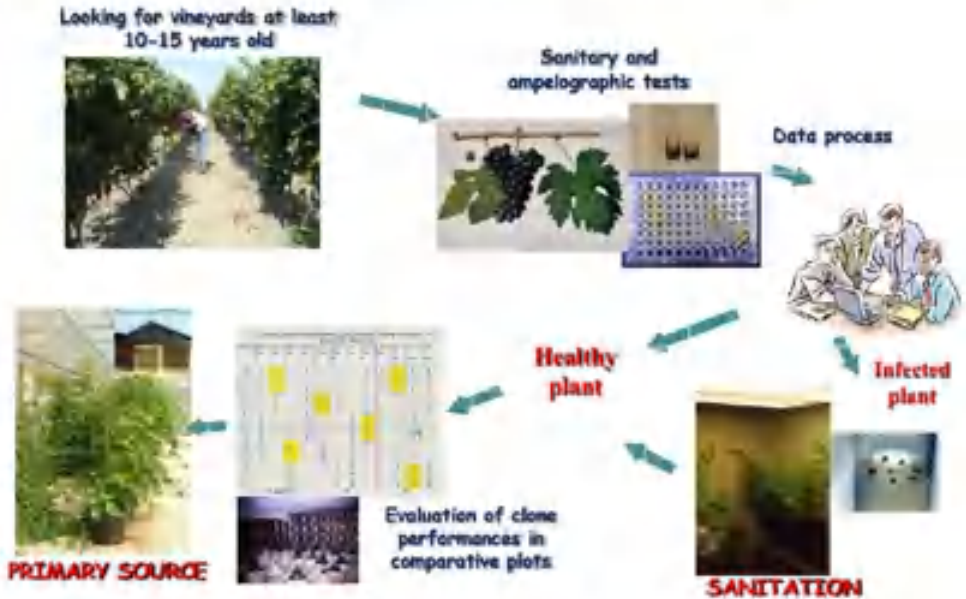 Looking for vineyards at least
10-15 years old
Sanitary and
ampelographic tests
Data process
Healthy
plant
Infected
plant
Evaluation of clone
performances in
comparative plots
PRIMARY SOURCE
SANITATION